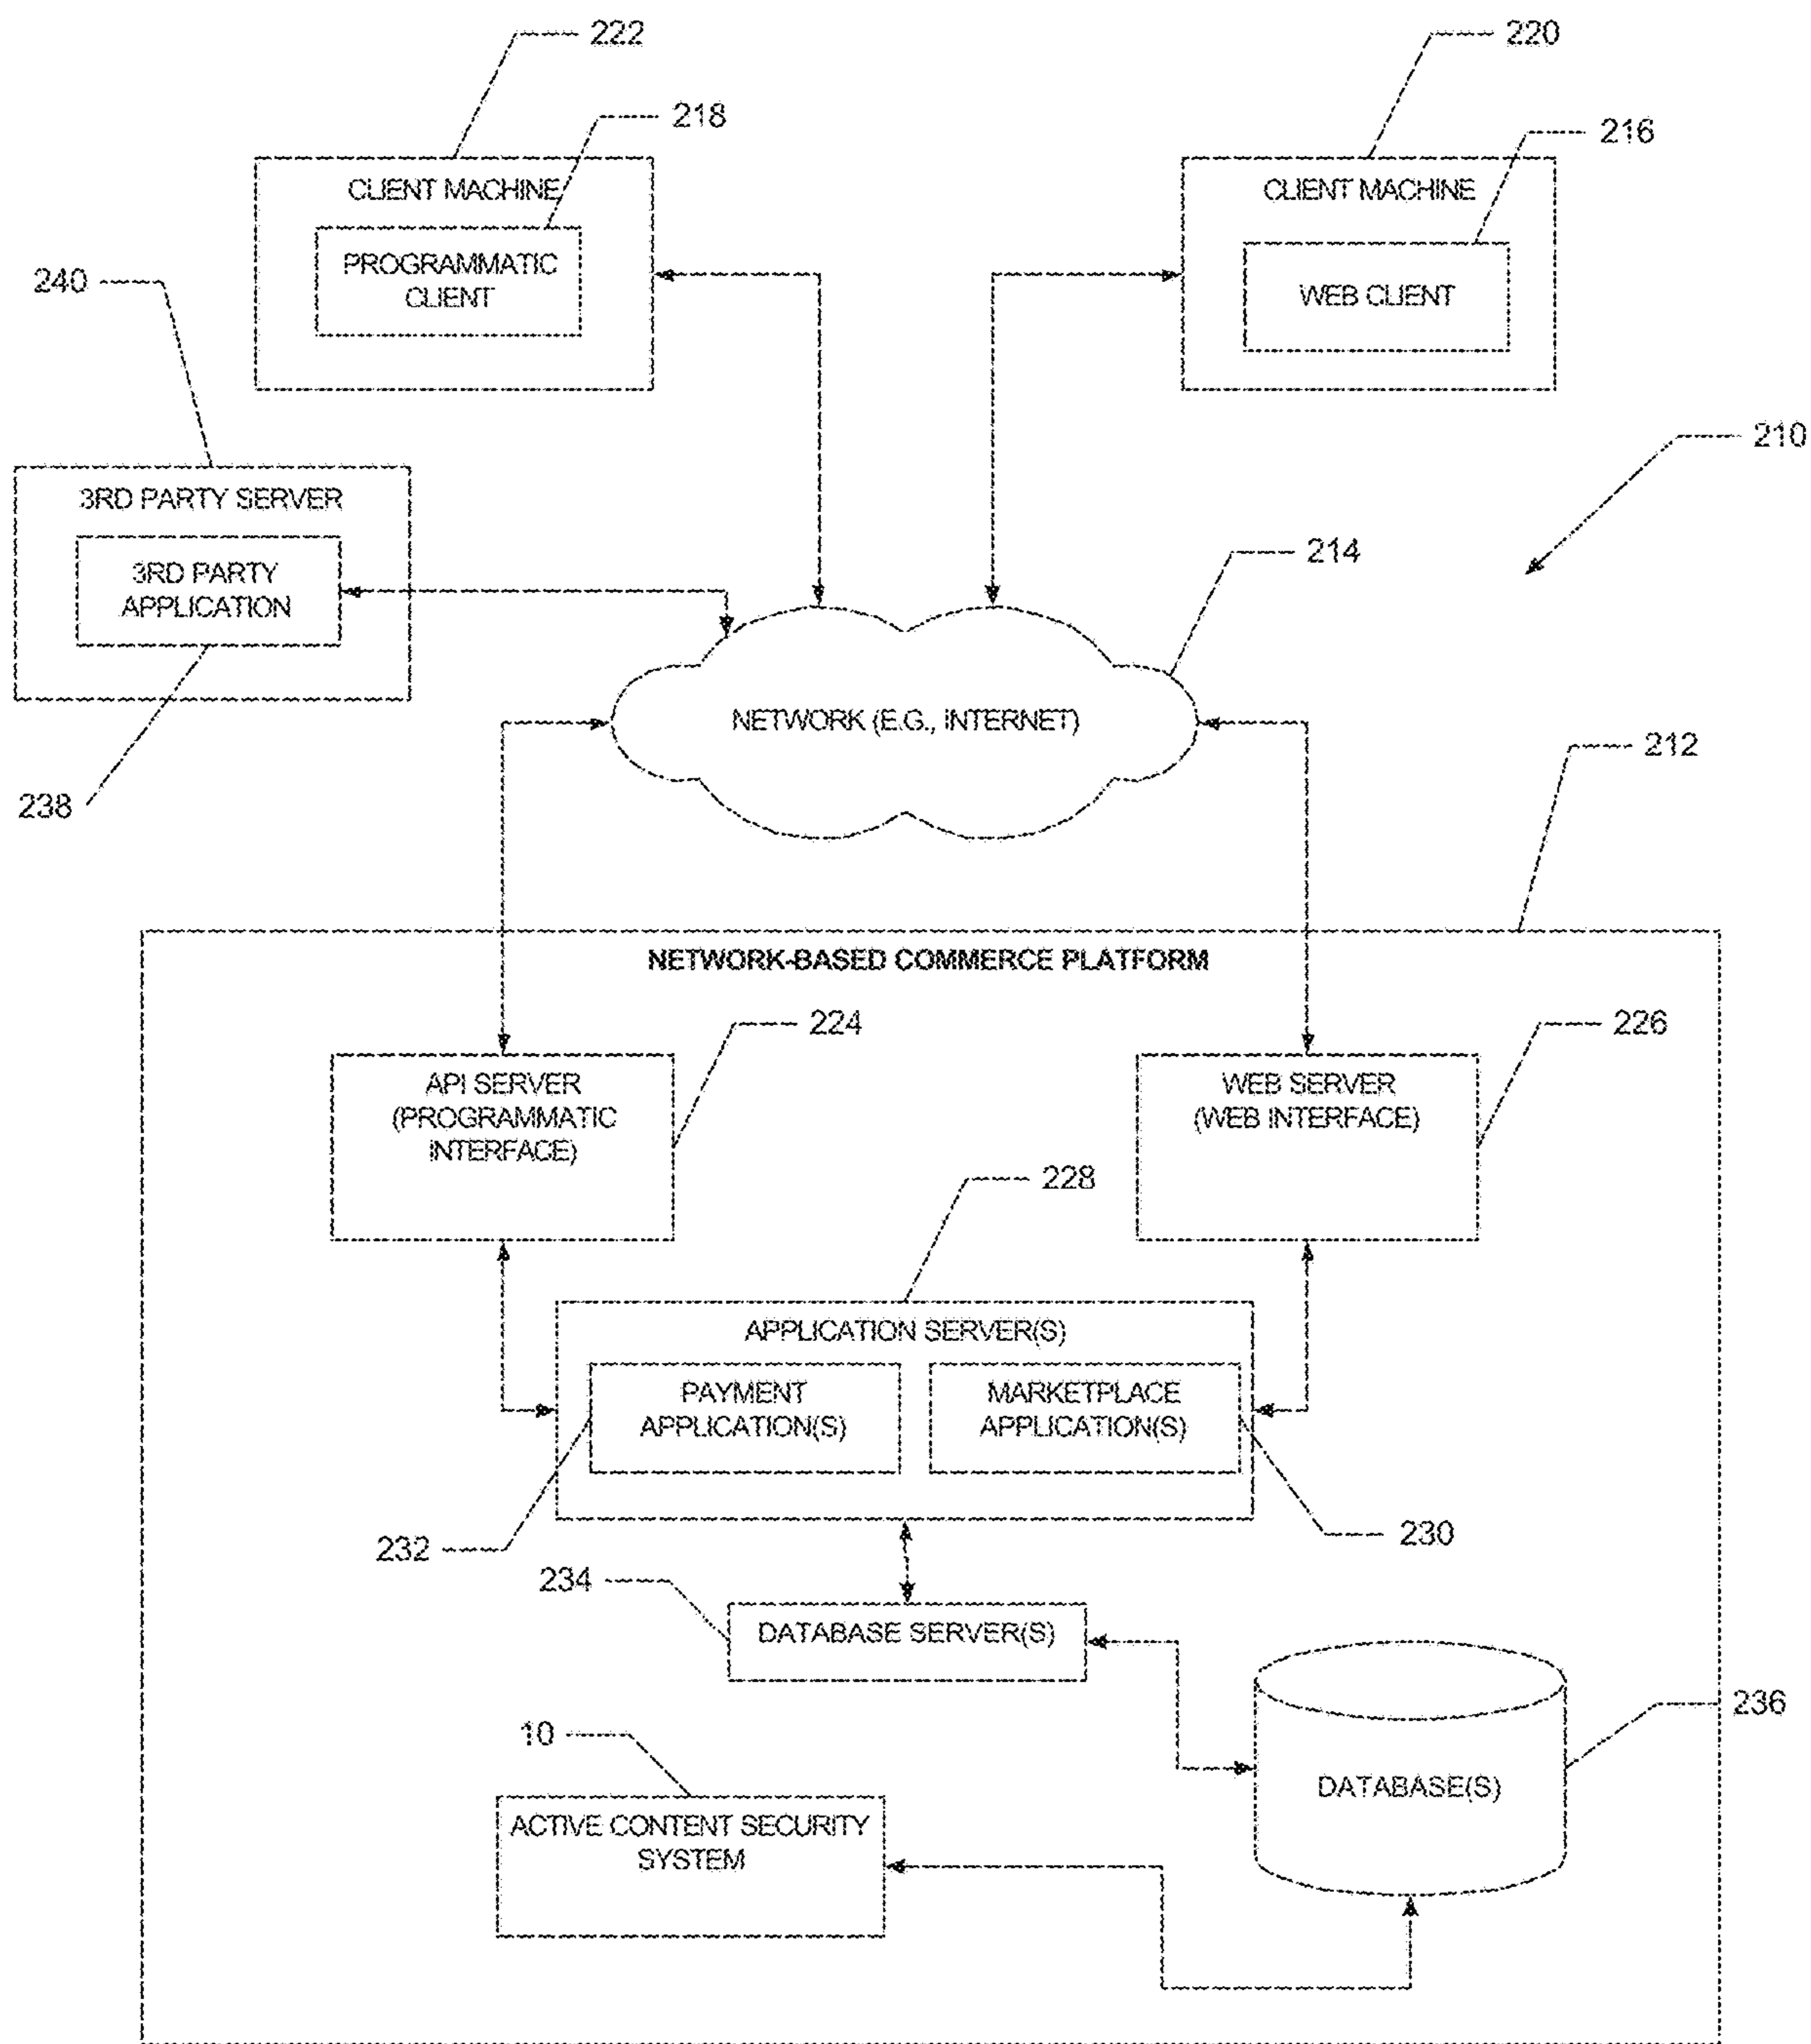 222
220
218
216
CLIENT MACHINE
CLIENT MACHINE
PROGRAMMATIC
CLIENT
WEB CLIENT
240
210
3RD PARTY SERVER
3RD PARTY
APPLICATION
214
NETWORK (E.G., INTERNET)
212
238
NETWORK-BASED COMMERCE PLATFORM
224
226
API SERVER
(PROGRAMMATIC
INTERFACE)
WEB SERVER
(WEB INTERFACE)
228
APPLICATION SERVER(S)
PAYMENT
APPLICATION(S)
MARKETPLACE
APPLICATION(S)
232
230
234
DATABASE SERVER(S)
236
10
DATABASE(S)
ACTIVE CONTENT SECURITY
SYSTEM